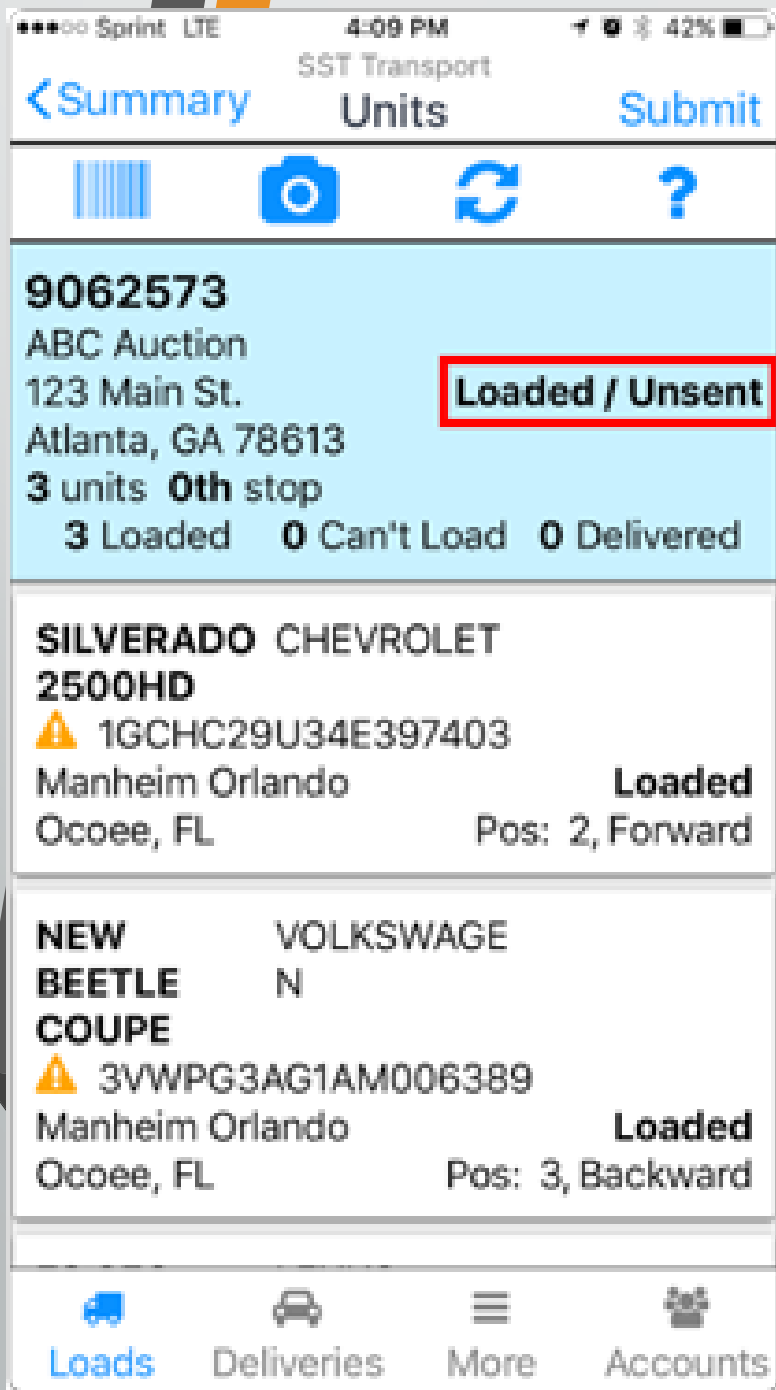 Sprint LTE 4:09 PM 42%
SST Transport
Summary Units Submit
?
9062573
ABC Auction
123 Main St. Loaded / Unsent
Atlanta, GA 78613
3 units 0th stop
3 Loaded 0 Can't Load 0 Delivered
SILVERADO CHEVROLET
2500HD
1GCHC29U34E397403
Manheim Orlando Loaded
Ocoee, FL Pos: 2, Forward
NEW VOLKSWAGE
BEETLE N
COUPE
3VWPG3AG1AM006389
Manheim Orlando Loaded
Ocoee, FL Pos: 3, Backward
Loads Deliveries More Accounts